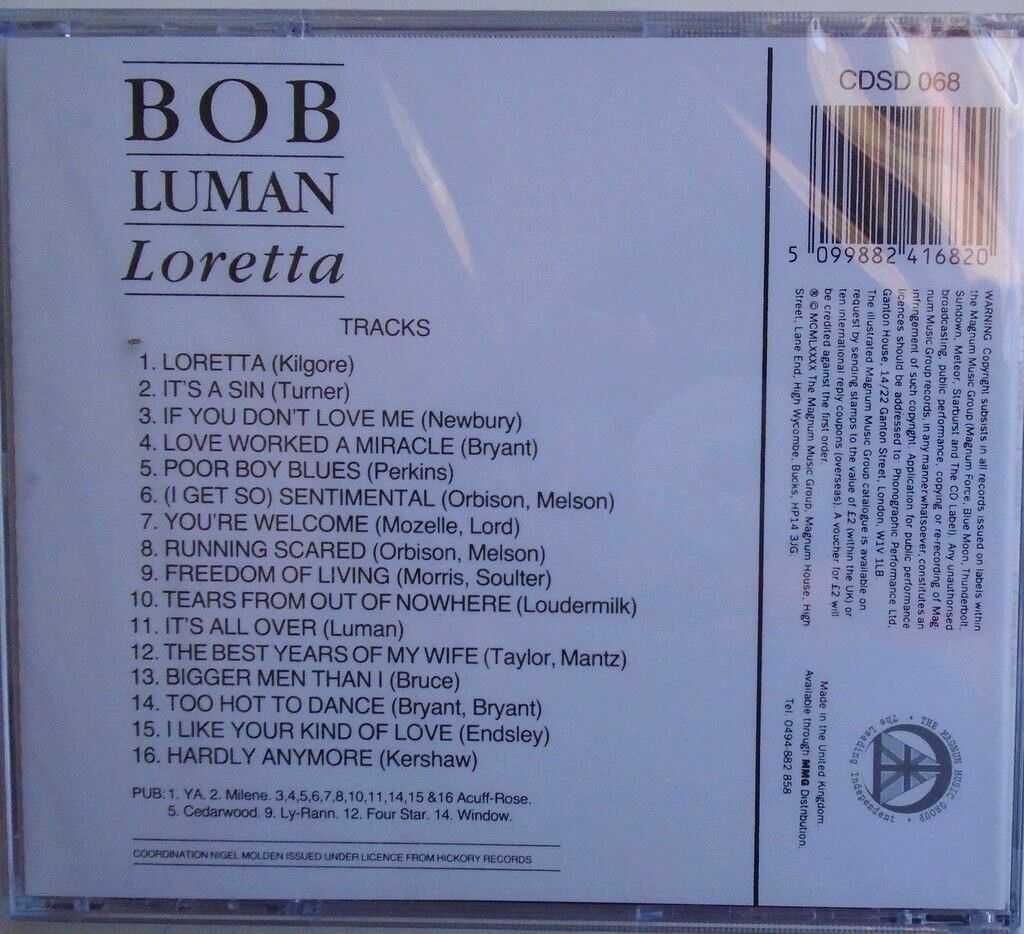 BOB
LUMAN
Loretta
TRACKS
1. LORETTA (Kilgore)
2. IT'S A SIN (Turner)
3. IF YOU DON'T LOVE ME (Newbury)
4. LOVE WORKED A MIRACLE (Bryant)
5. POOR BOY BLUES (Perkins)
6. (I GET SO) SENTIMENTAL (Orbison, Melson)
7. YOU'RE WELCOME (Mozelle, Lord)
8. RUNNING SCARED (Orbison, Melson)
9. FREEDOM OF LIVING (Morris, Soulter)
10. TEARS FROM OUT OF NOWHERE (Loudermilk)
11. IT'S ALL OVER (Luman)
12. THE BEST YEARS OF MY WIFE (Taylor, Mantz)
13. BIGGER MEN THAN I (Bruce)
14. TOO HOT TO DANCE (Bryant, Bryant)
15. I LIKE YOUR KIND OF LOVE (Endsley)
16. HARDLY ANYMORE (Kershaw)
PUB: 1. YA. 2. Milene. 3,4,5,6,7,8,10,11,14,15 &16 Acuff-Rose.
5. Cedarwood. 9. Ly-Rann. 12. Four Star. 14. Window.
COORDINATION NIGEL MOLDEN ISSUED UNDER LICENCE FROM HICKORY RECORDS
CDSD 068
5 099882 416820
WARNING Copyright subsists in all records issued on labels within
the Magnum Music Group (Magnum Force, Blue Moon, Thunderbolt,
Sundown, Meteor, Starburst and The CD Label). Any unauthorised
broadcasting, public performance, copying or re-recording of Mag-
num Music Group records, in any manner whatsoever, constitutes an
infringement of such copyright. Application for public performance
licences should be addressed to: Phonographic Performance Ltd,
Ganton House, 14/22 Ganton Street, London, W1V 1LB.
The illustrated Magnum Music Group catalogue is available on
request by sending stamps to the value of £2 (within the UK) or
ten international reply coupons (overseas). A voucher for £2 will
be credited against the first order.
℗ © MCMLXXXX The Magnum Music Group, Magnum House, High
Street, Lane End, High Wycombe, Bucks, HP14 3JG.
Made in the United Kingdom.
Available through MMG Distribution.
Tel. 0494-882 858
• THE MAGNUM MUSIC GROUP •
The Leading Independent